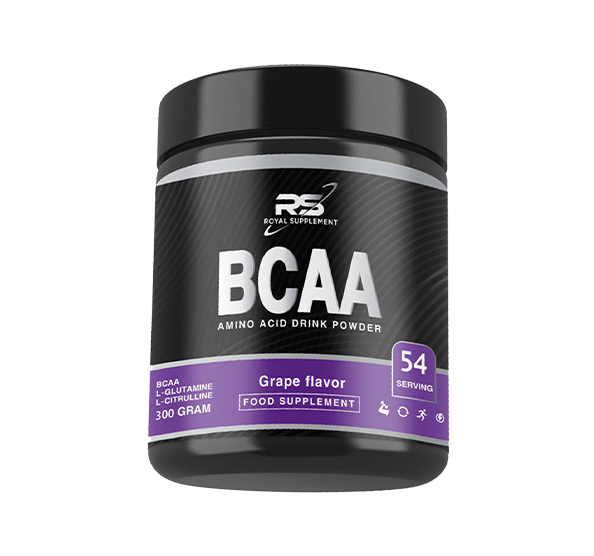 RS
ROYAL SUPPLEMENT
BCAA
AMINO ACID DRINK POWDER
54
SERVING
BCAA
L-GLUTAMINE
L-CITRULLINE
300 GRAM
Grape flavor
FOOD SUPPLEMENT